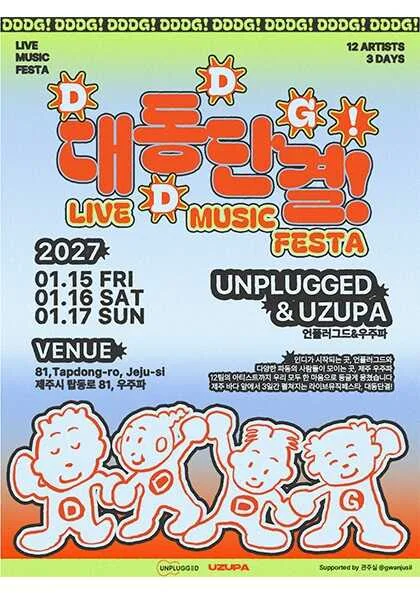 DDDG! DDDG! DDDG! DDDG! DDDG! DDDG! DDDG! DDDG! DDDG! DDDG!
LIVE
MUSIC
FESTA
12 ARTISTS
3 DAYS
D D G !
대동단결!
D
LIVE MUSIC
FESTA
2027
01.15 FRI
01.16 SAT
01.17 SUN
UNPLUGGED
& UZUPA
언플러그드&우주파
VENUE
81,Tapdong-ro, Jeju-si
제주시 탑동로 81, 우주파
인디가 시작되는 곳, 언플러그드와
다양한 파동의 사람들이 모이는 곳, 제주 우주파
12팀의 아티스트까지 우리 모두 한 마음으로 둥글게 뭉쳤습니다
제주 바다 앞에서 3일간 펼쳐지는 라이브뮤직페스타, 대동단결!
D D D G
UNPLUGGED
UZUPA
Supported by 관주실 @gwanjusil